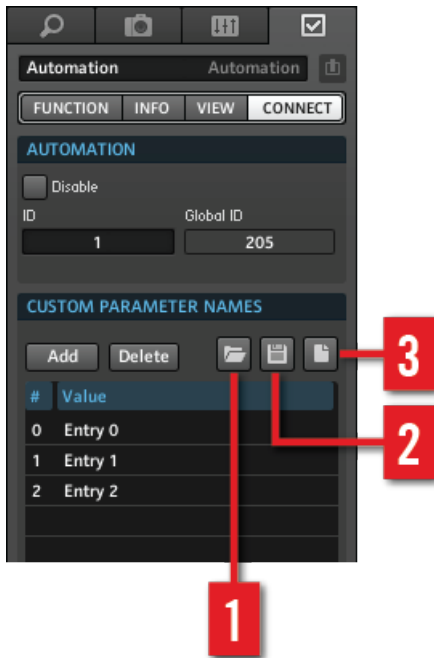 Automation Automation
FUNCTION INFO VIEW CONNECT
AUTOMATION
Disable
ID Global ID
1 205
CUSTOM PARAMETER NAMES
Add Delete
3
# Value
0 Entry 0
2
1 Entry 1
2 Entry 2
1